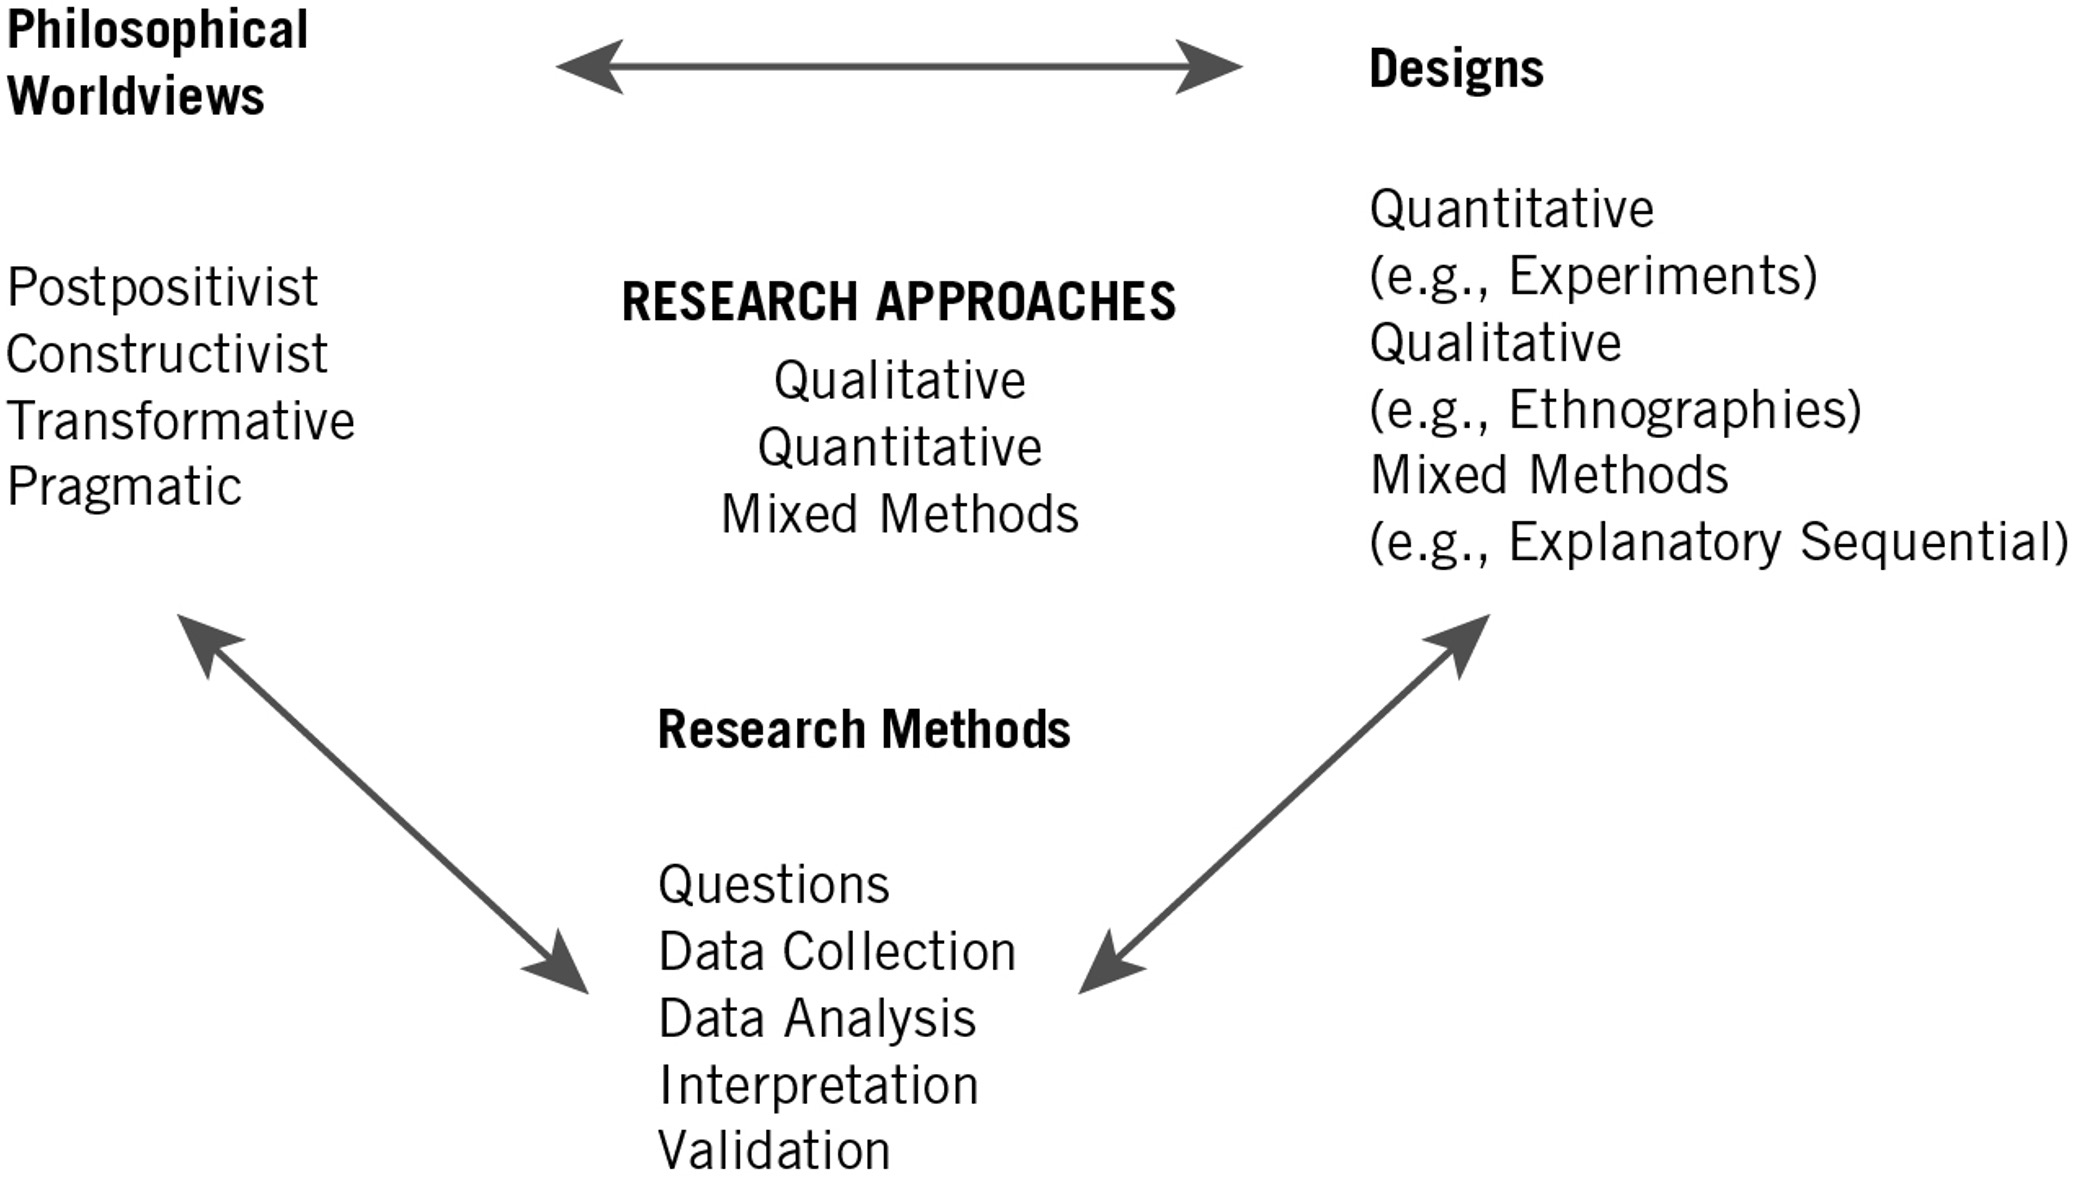 Philosophical
Worldviews
Postpositivist
Constructivist
Transformative
Pragmatic
RESEARCH APPROACHES
Qualitative
Quantitative
Mixed Methods
Designs
Quantitative
(e.g., Experiments)
Qualitative
(e.g., Ethnographies)
Mixed Methods
(e.g., Explanatory Sequential)
Research Methods
Questions
Data Collection
Data Analysis
Interpretation
Validation